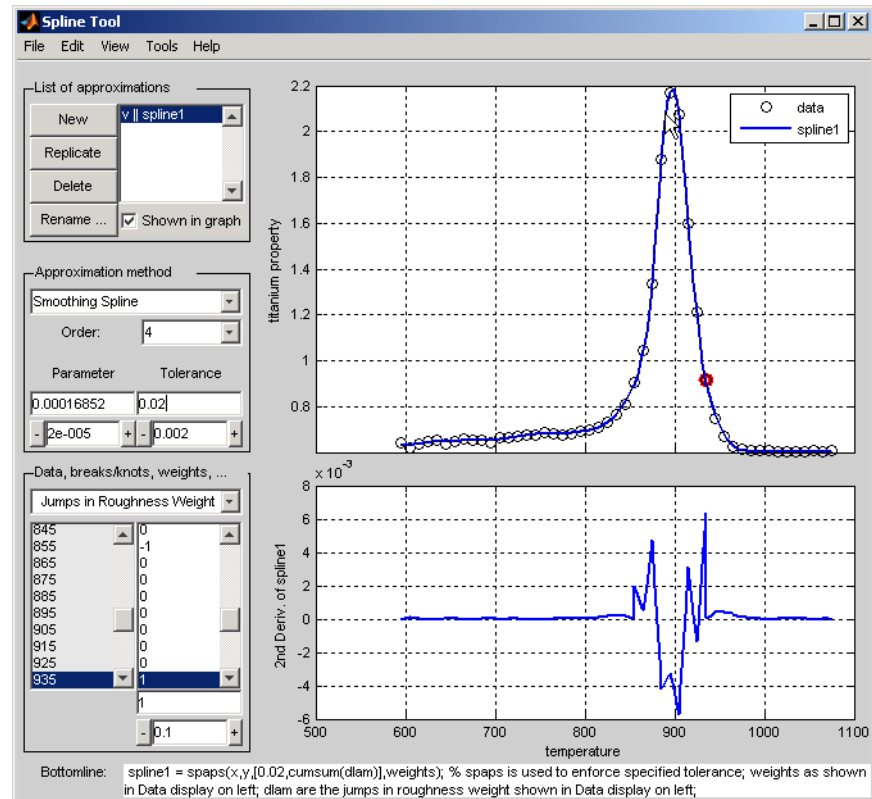 Spline Tool
File Edit View Tools Help
List of approximations
New
v || spline1
Replicate
Delete
Rename ...
Shown in graph
Approximation method
Smoothing Spline
Order: 4
Parameter Tolerance
0.00016852 0.02
- 2e-005 + - 0.002 +
Data, breaks/knots, weights, ...
Jumps in Roughness Weight
845 0
855 -1
865 0
875 0
885 0
895 0
905 0
915 0
925 0
935 1
1
- 0.1 +
2.2
2
1.8
1.6
1.4
1.2
1
0.8
titanium property
data
spline1
x 10^-3
8
6
4
2
0
-2
-4
-6
2nd Deriv. of spline1
500 600 700 800 900 1000 1100
temperature
Bottomline: spline1 = spaps(x,y,[0.02,cumsum(dlam)],weights); % spaps is used to enforce specified tolerance; weights as shown
in Data display on left; dlam are the jumps in roughness weight shown in Data display on left;